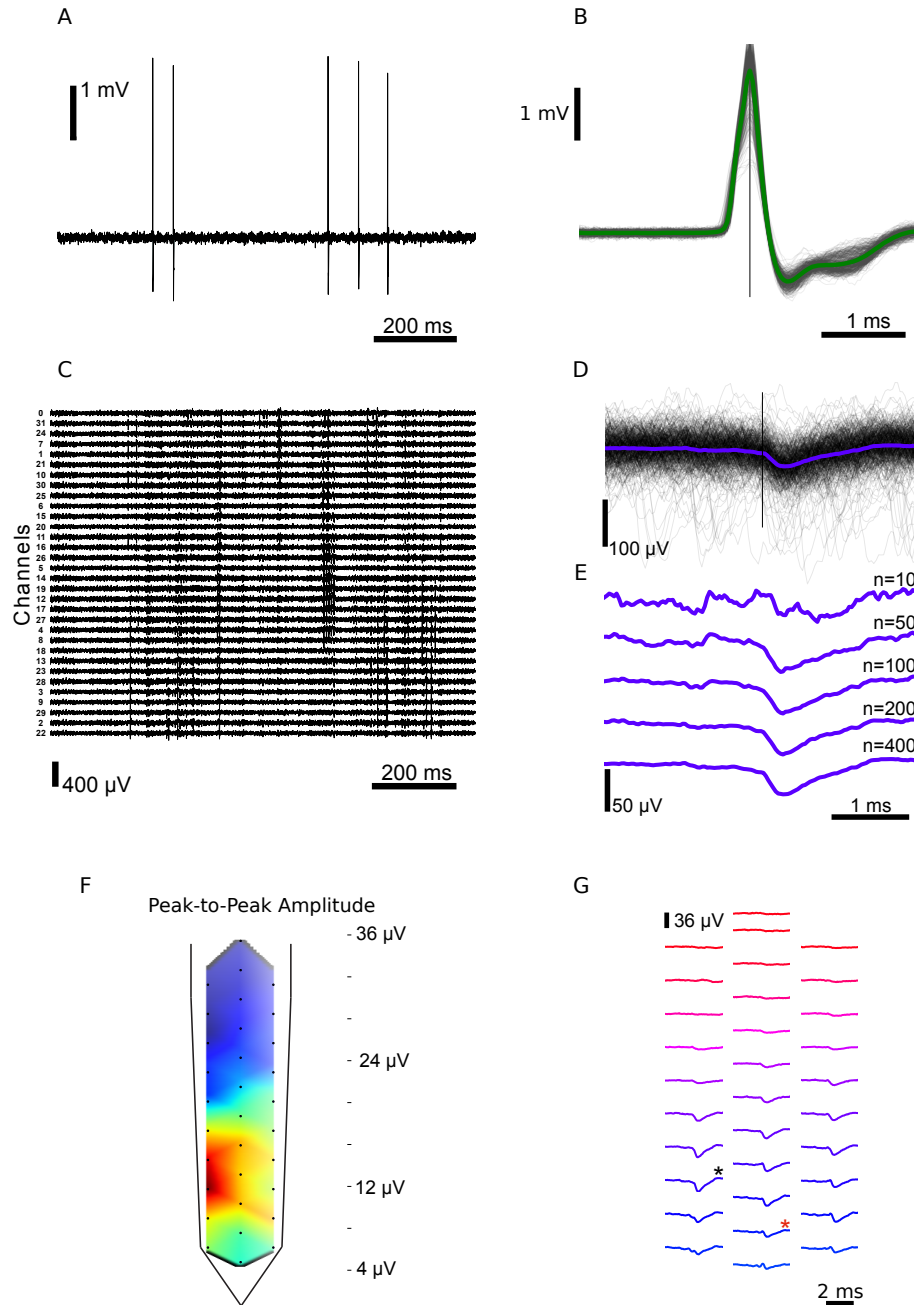 A
1 mV
200 ms
B
1 mV
1 ms
C
Channels
0
31
24
7
1
21
10
30
25
6
15
20
11
16
26
5
14
19
12
17
27
4
8
18
13
23
28
3
9
29
2
22
400 µV
200 ms
D
100 µV
E
n=10
n=50
n=100
n=200
n=400
50 µV
1 ms
F
Peak-to-Peak Amplitude
- 36 µV
-
-
- 24 µV
-
-
- 12 µV
-
- 4 µV
G
36 µV
*
*
2 ms